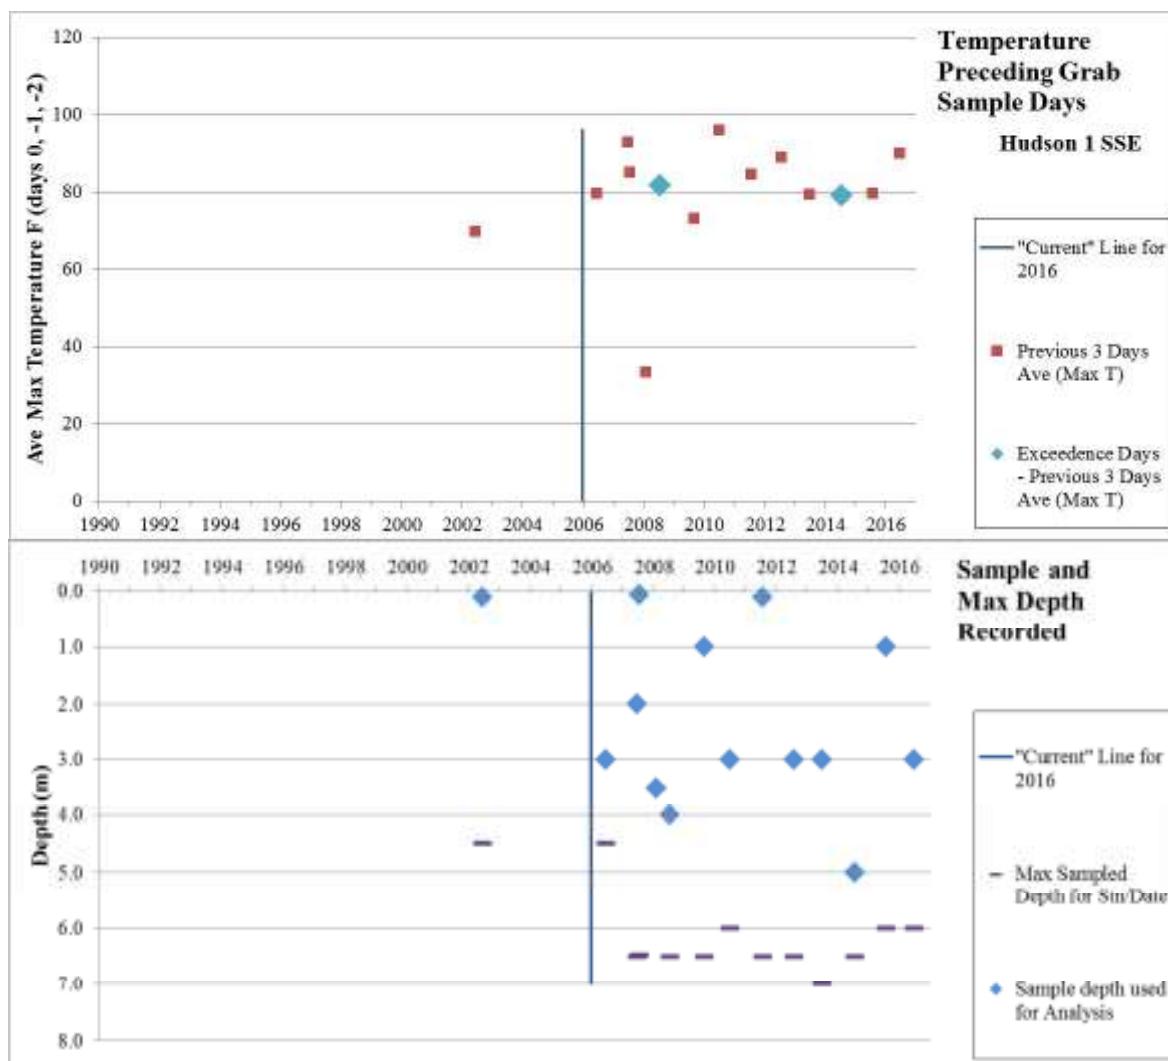 Temperature
Preceding Grab
Sample Days
Hudson 1 SSE
Ave Max Temperature F (days 0, -1, -2)
120
100
80
60
40
20
0
1990 1992 1994 1996 1998 2000 2002 2004 2006 2008 2010 2012 2014 2016
"Current" Line for
2016
Previous 3 Days
Ave (Max T)
Exceedence Days
- Previous 3 Days
Ave (Max T)
1990 1992 1994 1996 1998 2000 2002 2004 2006 2008 2010 2012 2014 2016
Sample and
Max Depth
Recorded
Depth (m)
0.0
1.0
2.0
3.0
4.0
5.0
6.0
7.0
8.0
"Current" Line for
2016
Max Sampled
Depth for Stn/Date
Sample depth used
for Analysis